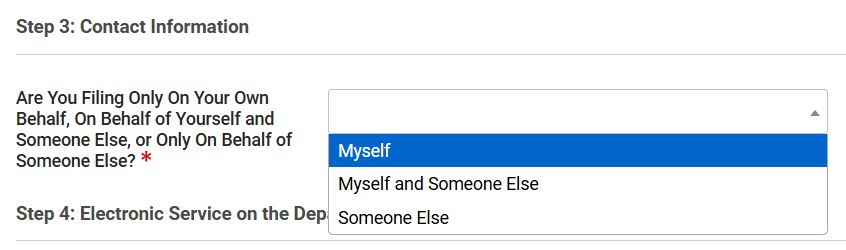 Step 3: Contact Information
Are You Filing Only On Your Own
Behalf, On Behalf of Yourself and
Someone Else, or Only On Behalf of
Someone Else? *
Myself
Myself and Someone Else
Someone Else
Step 4: Electronic Service on the